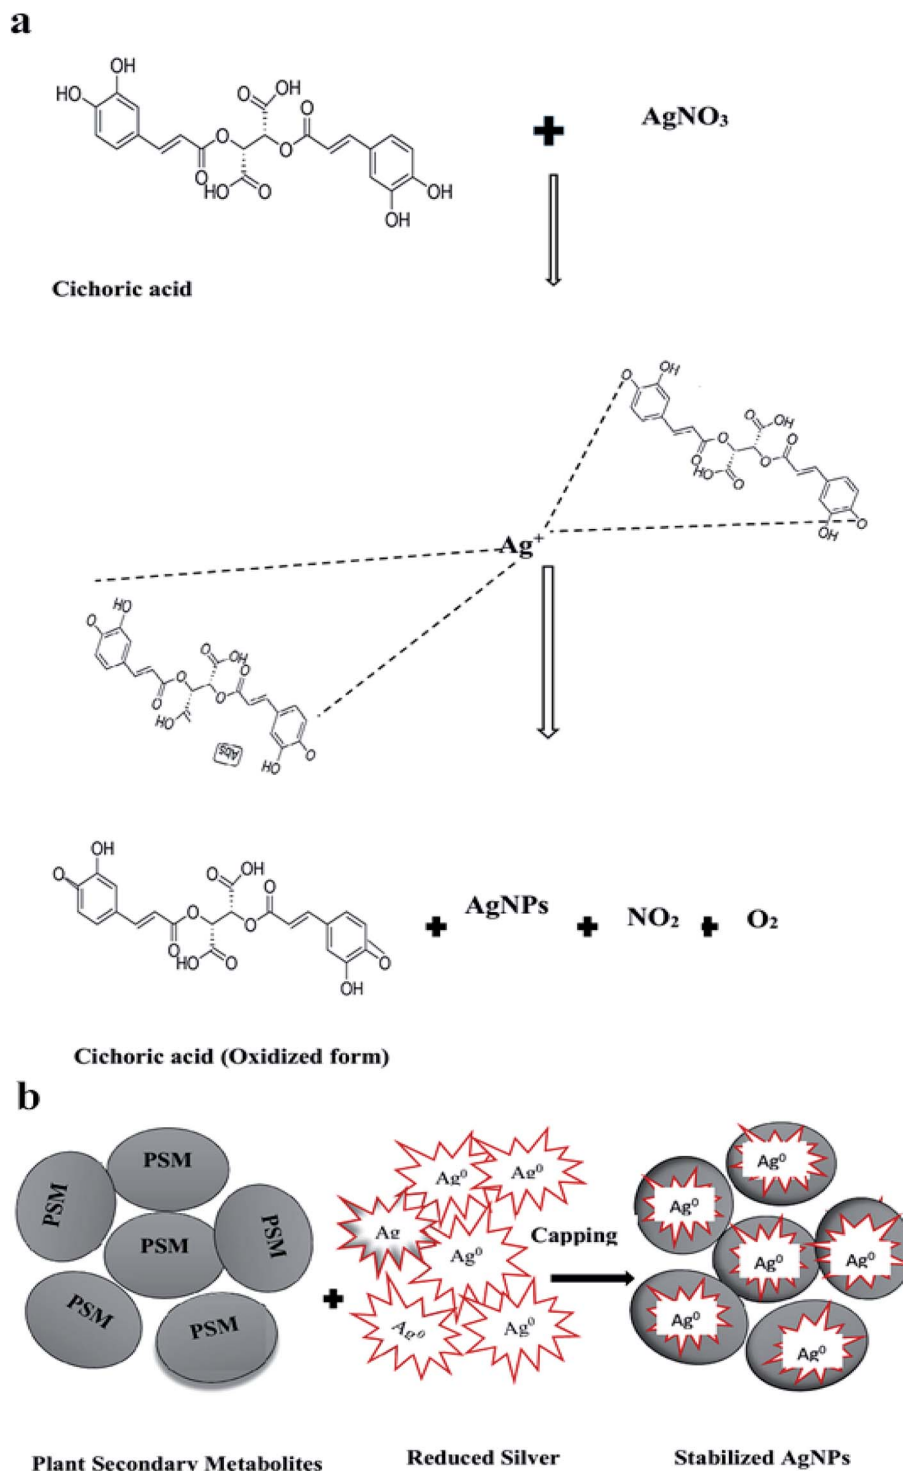 a
OH
HO
O
OH
O
O
O
O
HO
O
OH
OH
+
AgNO₃
Cichoric acid
O
OH
O
OH
O
O
O
O
HO
O
OH
O
Ag⁺
HO
O
O
OH
O
O
O
O
HO
Abs
OH
O
OH
O
O
OH
O
O
O
O
HO
O
O
OH
+ AgNPs + NO₂ + O₂
Cichoric acid (Oxidized form)
b
PSM
PSM
PSM
PSM
PSM
PSM
+
Ag⁰
Ag⁰
Ag
Ag⁰
Ag⁰
Ag⁰
Capping
Ag⁰
Ag⁰
Ag⁰
Ag⁰
Ag⁰
Ag⁰
Plant Secondary Metabolites
Reduced Silver
Stabilized AgNPs